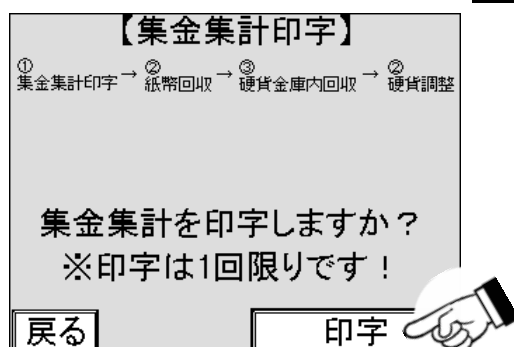 【集金集計印字】
① ② ③ ②
集金集計印字→紙幣回収→硬貨金庫内回収→硬貨調整
集金集計を印字しますか？
※印字は1回限りです！
戻る 印字